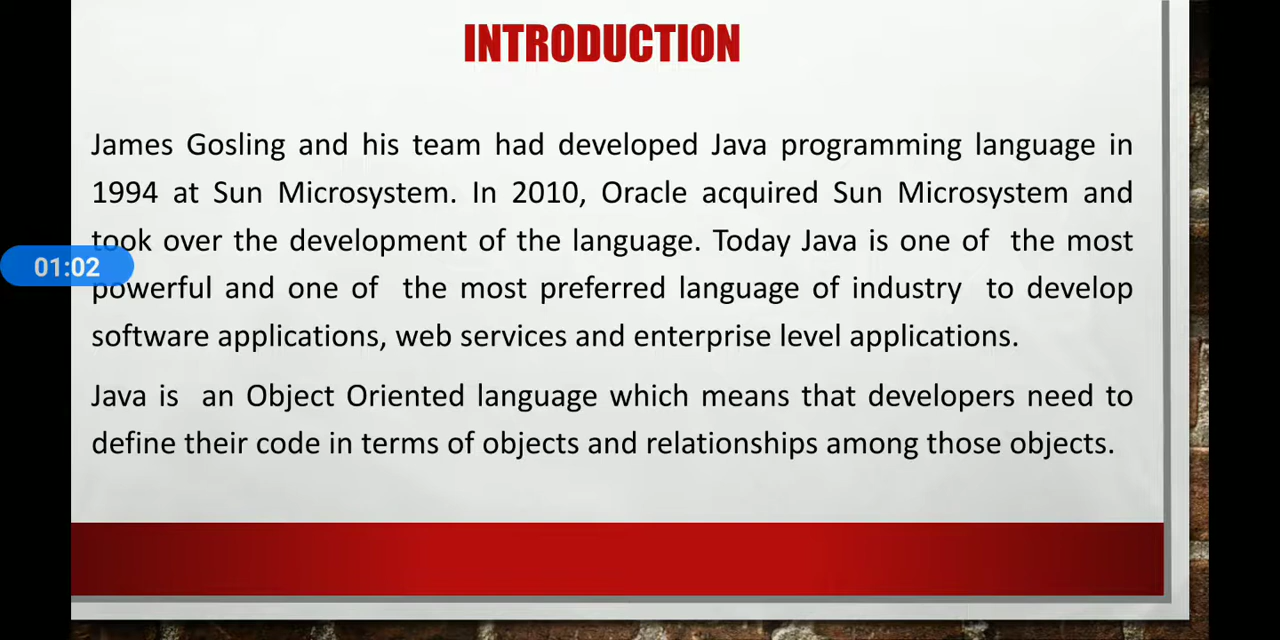 INTRODUCTION
James Gosling and his team had developed Java programming language in
1994 at Sun Microsystem. In 2010, Oracle acquired Sun Microsystem and
took over the development of the language. Today Java is one of the most
01:02
powerful and one of the most preferred language of industry to develop
software applications, web services and enterprise level applications.
Java is an Object Oriented language which means that developers need to
define their code in terms of objects and relationships among those objects.